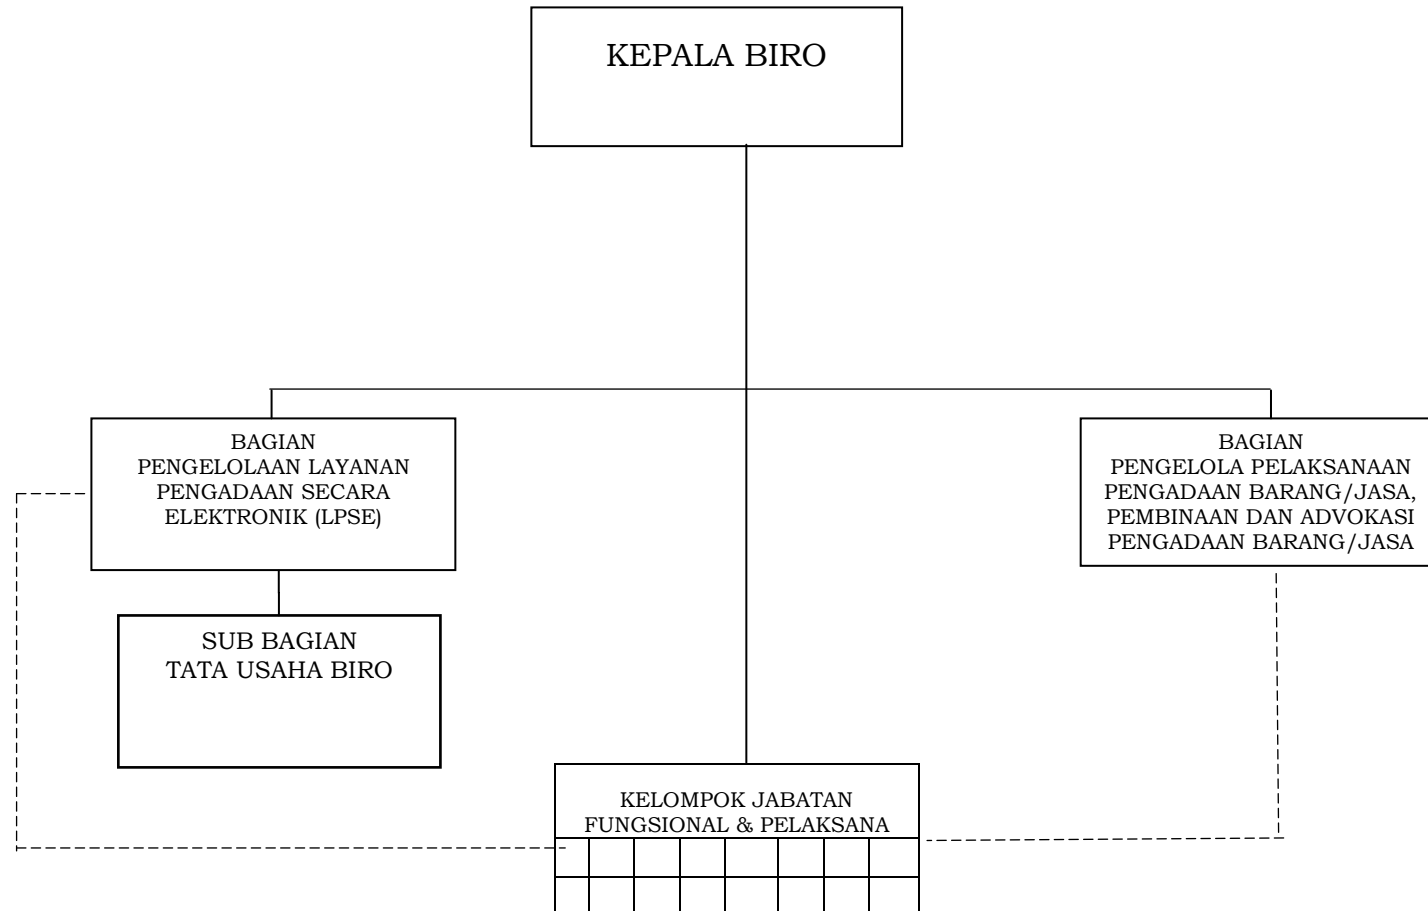 KEPALA BIRO
BAGIAN
PENGELOLAAN LAYANAN
PENGADAAN SECARA
ELEKTRONIK (LPSE)
BAGIAN
PENGELOLA PELAKSANAAN
PENGADAAN BARANG/JASA,
PEMBINAAN DAN ADVOKASI
PENGADAAN BARANG/JASA
SUB BAGIAN
TATA USAHA BIRO
KELOMPOK JABATAN
FUNGSIONAL & PELAKSANA